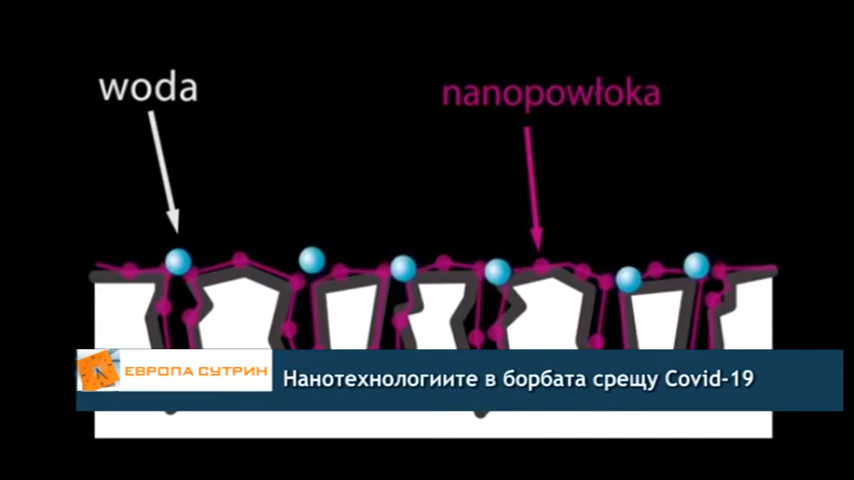 woda
nanopowłoka
ЕВРОПА СУТРИН
Нанотехнологиите в борбата срещу Covid-19